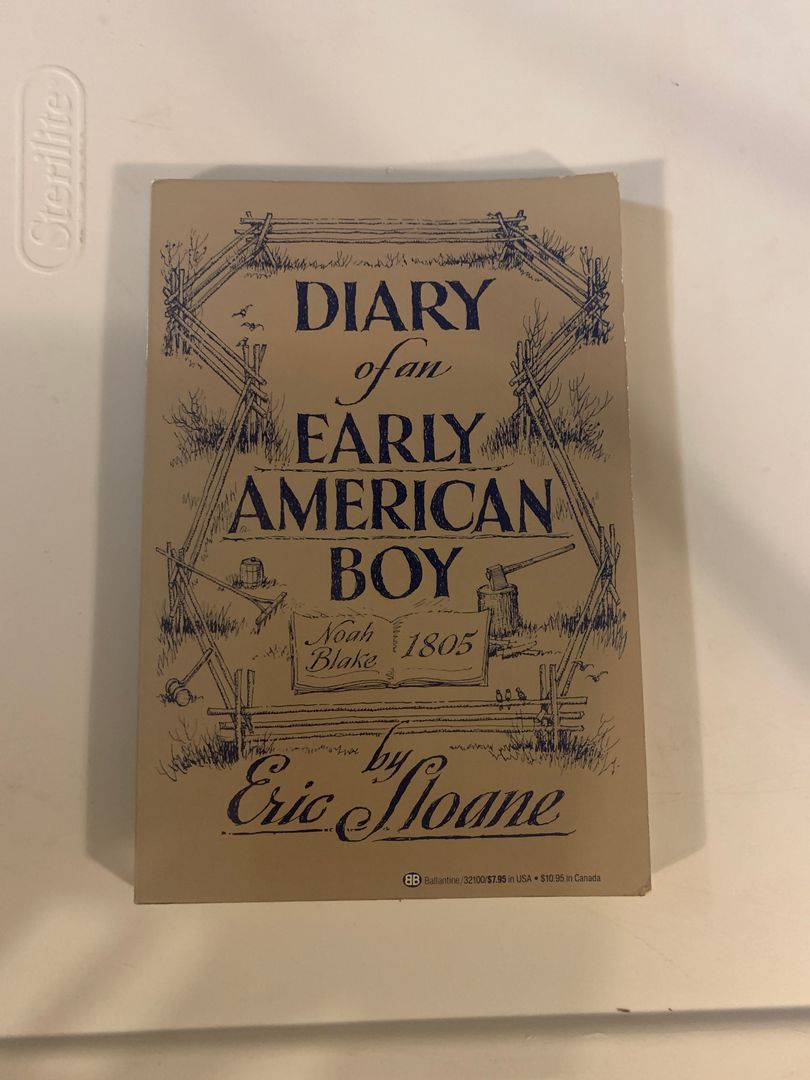 Sterilite
DIARY
of an
EARLY
AMERICAN
BOY
Noah 1805
Blake
by
Eric Sloane
BB Ballantine/32100/$7.95 in USA • $10.95 in Canada